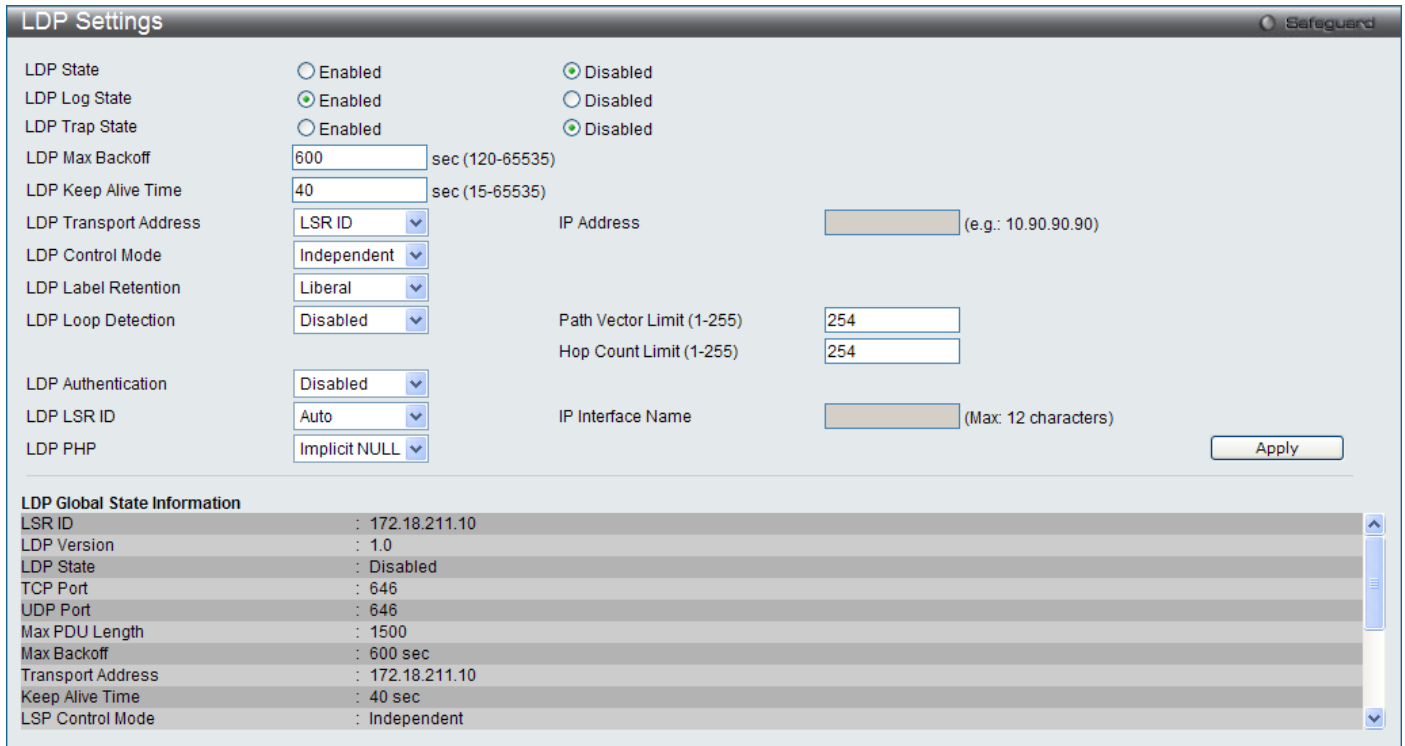 LDP Settings Safeguard
LDP State Enabled Disabled
LDP Log State Enabled Disabled
LDP Trap State Enabled Disabled
LDP Max Backoff 600 sec (120-65535)
LDP Keep Alive Time 40 sec (15-65535)
LDP Transport Address LSR ID IP Address (e.g.: 10.90.90.90)
LDP Control Mode Independent
LDP Label Retention Liberal
LDP Loop Detection Disabled Path Vector Limit (1-255) 254
Hop Count Limit (1-255) 254
LDP Authentication Disabled
LDP LSR ID Auto IP Interface Name (Max: 12 characters)
LDP PHP Implicit NULL Apply
LDP Global State Information
LSR ID : 172.18.211.10
LDP Version : 1.0
LDP State : Disabled
TCP Port : 646
UDP Port : 646
Max PDU Length : 1500
Max Backoff : 600 sec
Transport Address : 172.18.211.10
Keep Alive Time : 40 sec
LSP Control Mode : Independent